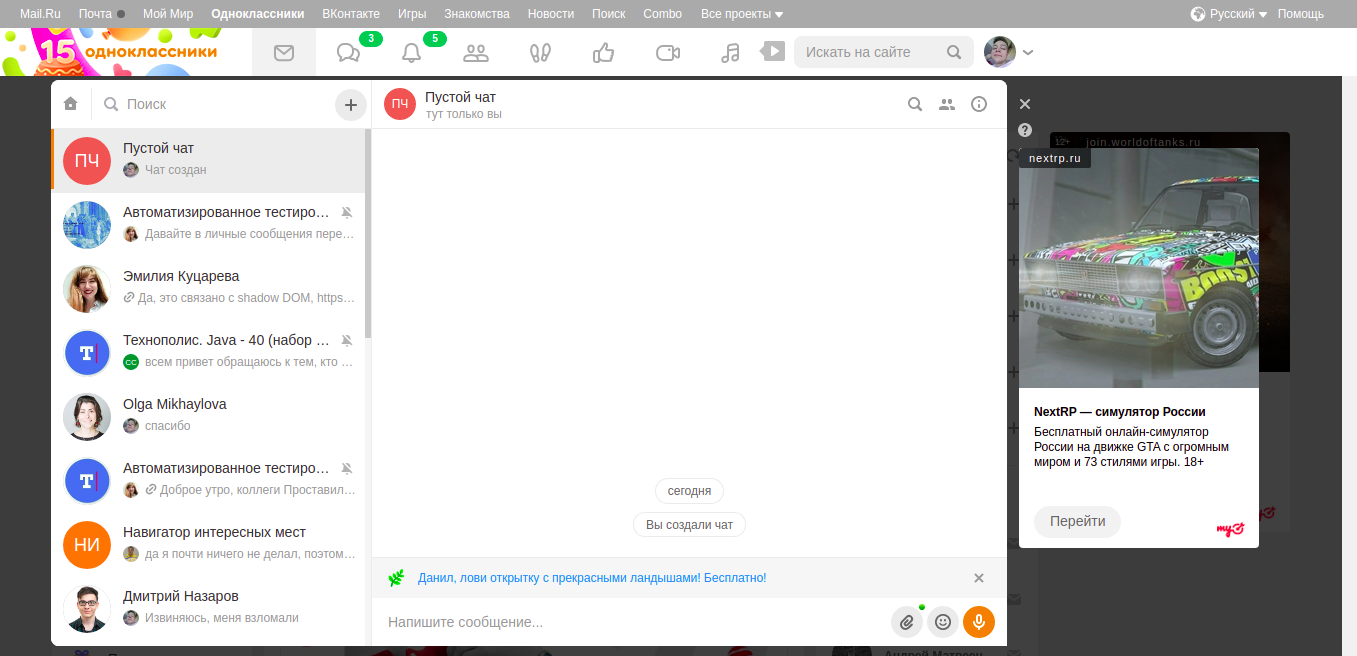 Mail.Ru Почта Мой Мир Одноклассники ВКонтакте Игры Знакомства Новости Поиск Combo Все проекты Русский Помощь
15 одноклассники 3 5 Искать на сайте
Поиск
ПЧ Пустой чат
Чат создан
Автоматизированное тестиро…
Давайте в личные сообщения пере…
Эмилия Куцарева
Да, это связано с shadow DOM, https…
Технополис. Java - 40 (набор …
СС всем привет обращаюсь к тем, кто …
Olga Mikhaylova
спасибо
Автоматизированное тестиро…
Доброе утро, коллеги Проставил…
НИ Навигатор интересных мест
да я почти ничего не делал, поэтом…
Дмитрий Назаров
Извиняюсь, меня взломали
ПЧ Пустой чат
тут только вы
сегодня
Вы создали чат
Данил, лови открытку с прекрасными ландышами! Бесплатно!
Напишите сообщение...
12+ join.worldoftanks.ru
nextrp.ru
NextRP — симулятор России
Бесплатный онлайн-симулятор
России на движке GTA с огромным
миром и 73 стилями игры. 18+
Перейти
my